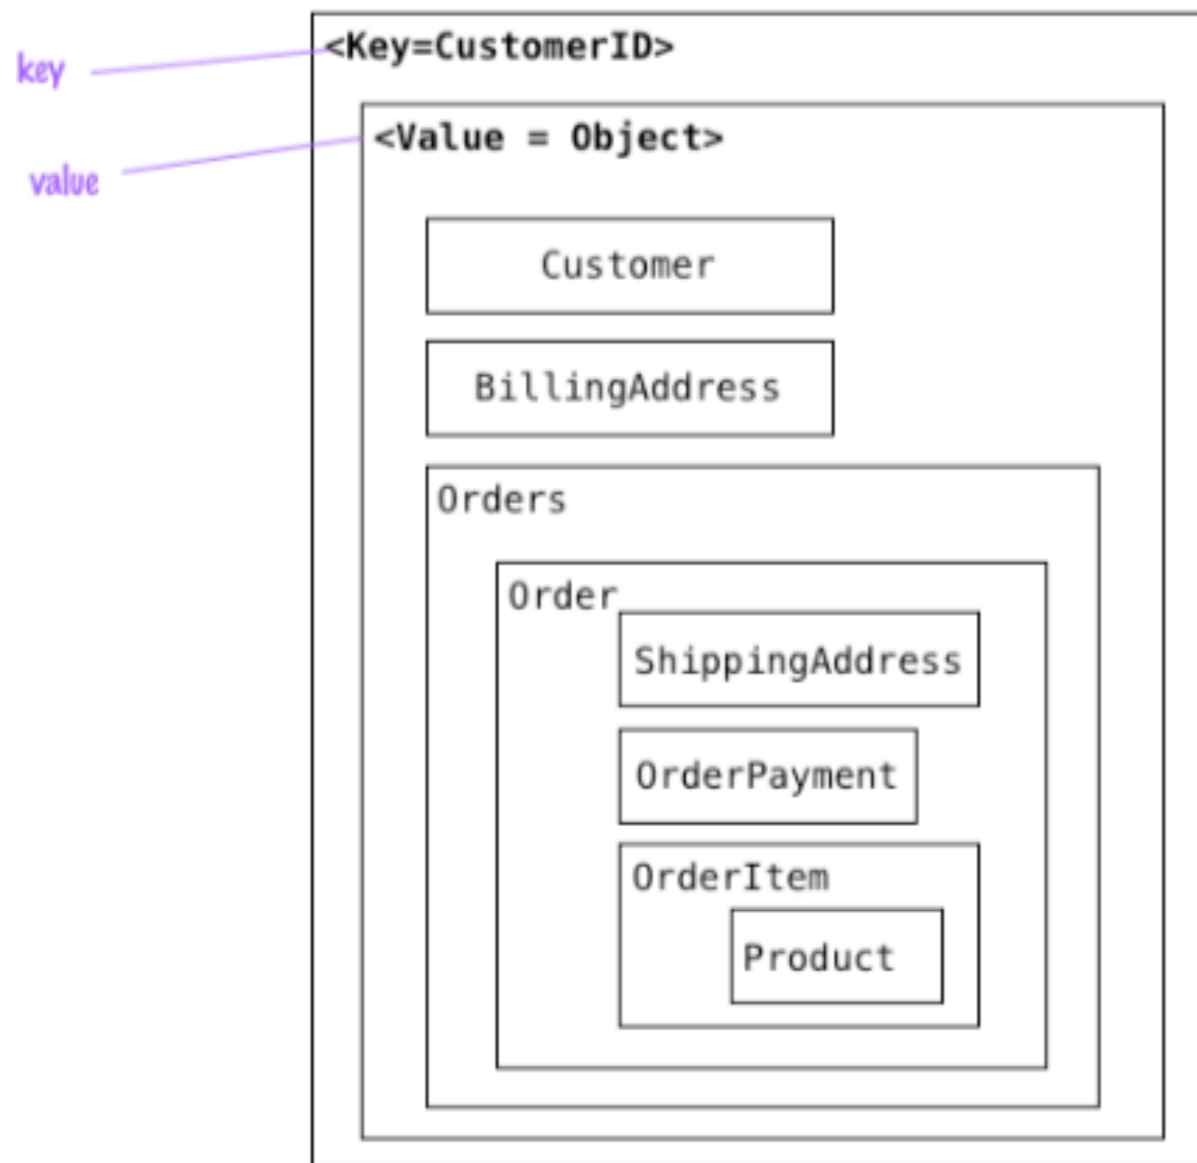 <Key=CustomerID>
key
<Value = Object>
value
Customer
BillingAddress
Orders
Order
ShippingAddress
OrderPayment
OrderItem
Product